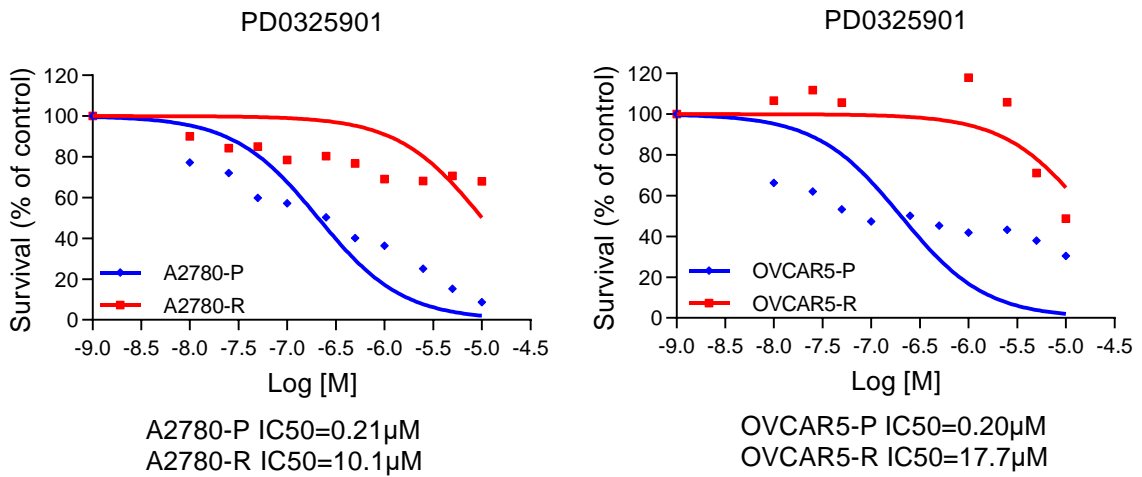 PD0325901
Survival (% of control)
120
100
80
60
40
20
0
A2780-P
A2780-R
-9.0 -8.5 -8.0 -7.5 -7.0 -6.5 -6.0 -5.5 -5.0 -4.5
Log [M]
A2780-P IC50=0.21µM
A2780-R IC50=10.1µM
PD0325901
Survival (% of control)
120
100
80
60
40
20
0
OVCAR5-P
OVCAR5-R
-9.0 -8.5 -8.0 -7.5 -7.0 -6.5 -6.0 -5.5 -5.0 -4.5
Log [M]
OVCAR5-P IC50=0.20µM
OVCAR5-R IC50=17.7µM